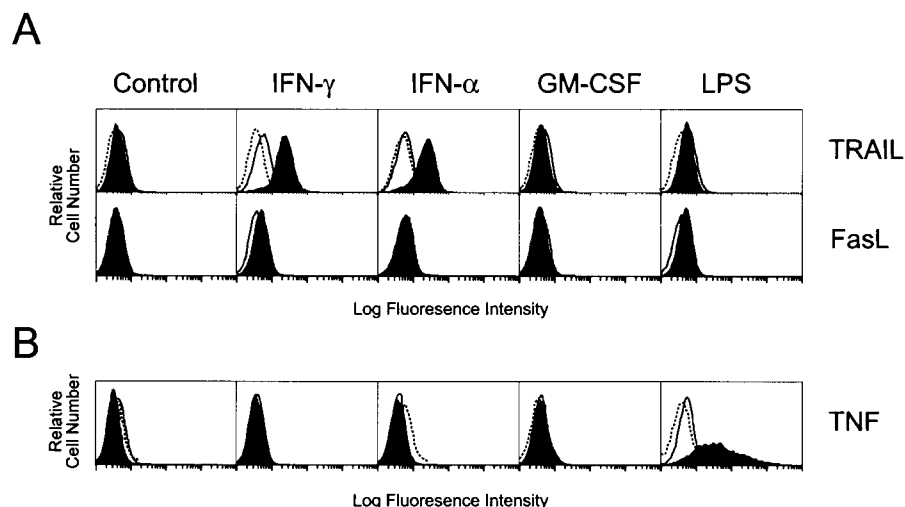 A
Control IFN-γ IFN-α GM-CSF LPS
Relative
Cell Number
TRAIL
FasL
Log Fluoresence Intensity
B
Relative
Cell Number
TNF
Log Fluoresence Intensity